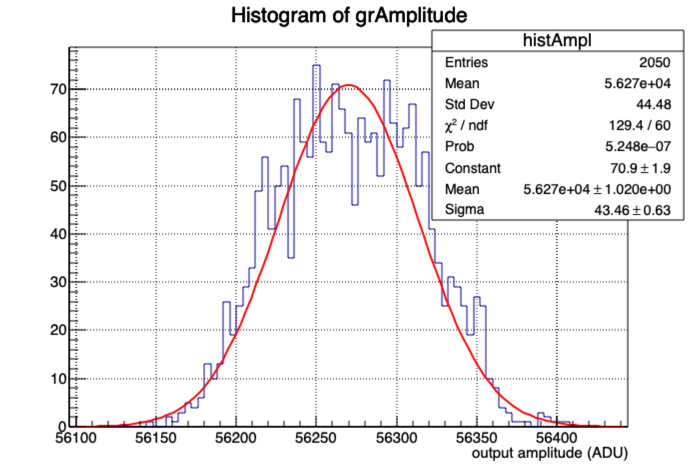 Histogram of grAmplitude
histAmpl
Entries 2050
Mean 5.627e+04
Std Dev 44.48
χ² / ndf 129.4 / 60
Prob 5.248e−07
Constant 70.9 ± 1.9
Mean 5.627e+04 ± 1.020e+00
Sigma 43.46 ± 0.63
70
60
50
40
30
20
10
0
56100 56150 56200 56250 56300 56350 56400
output amplitude (ADU)